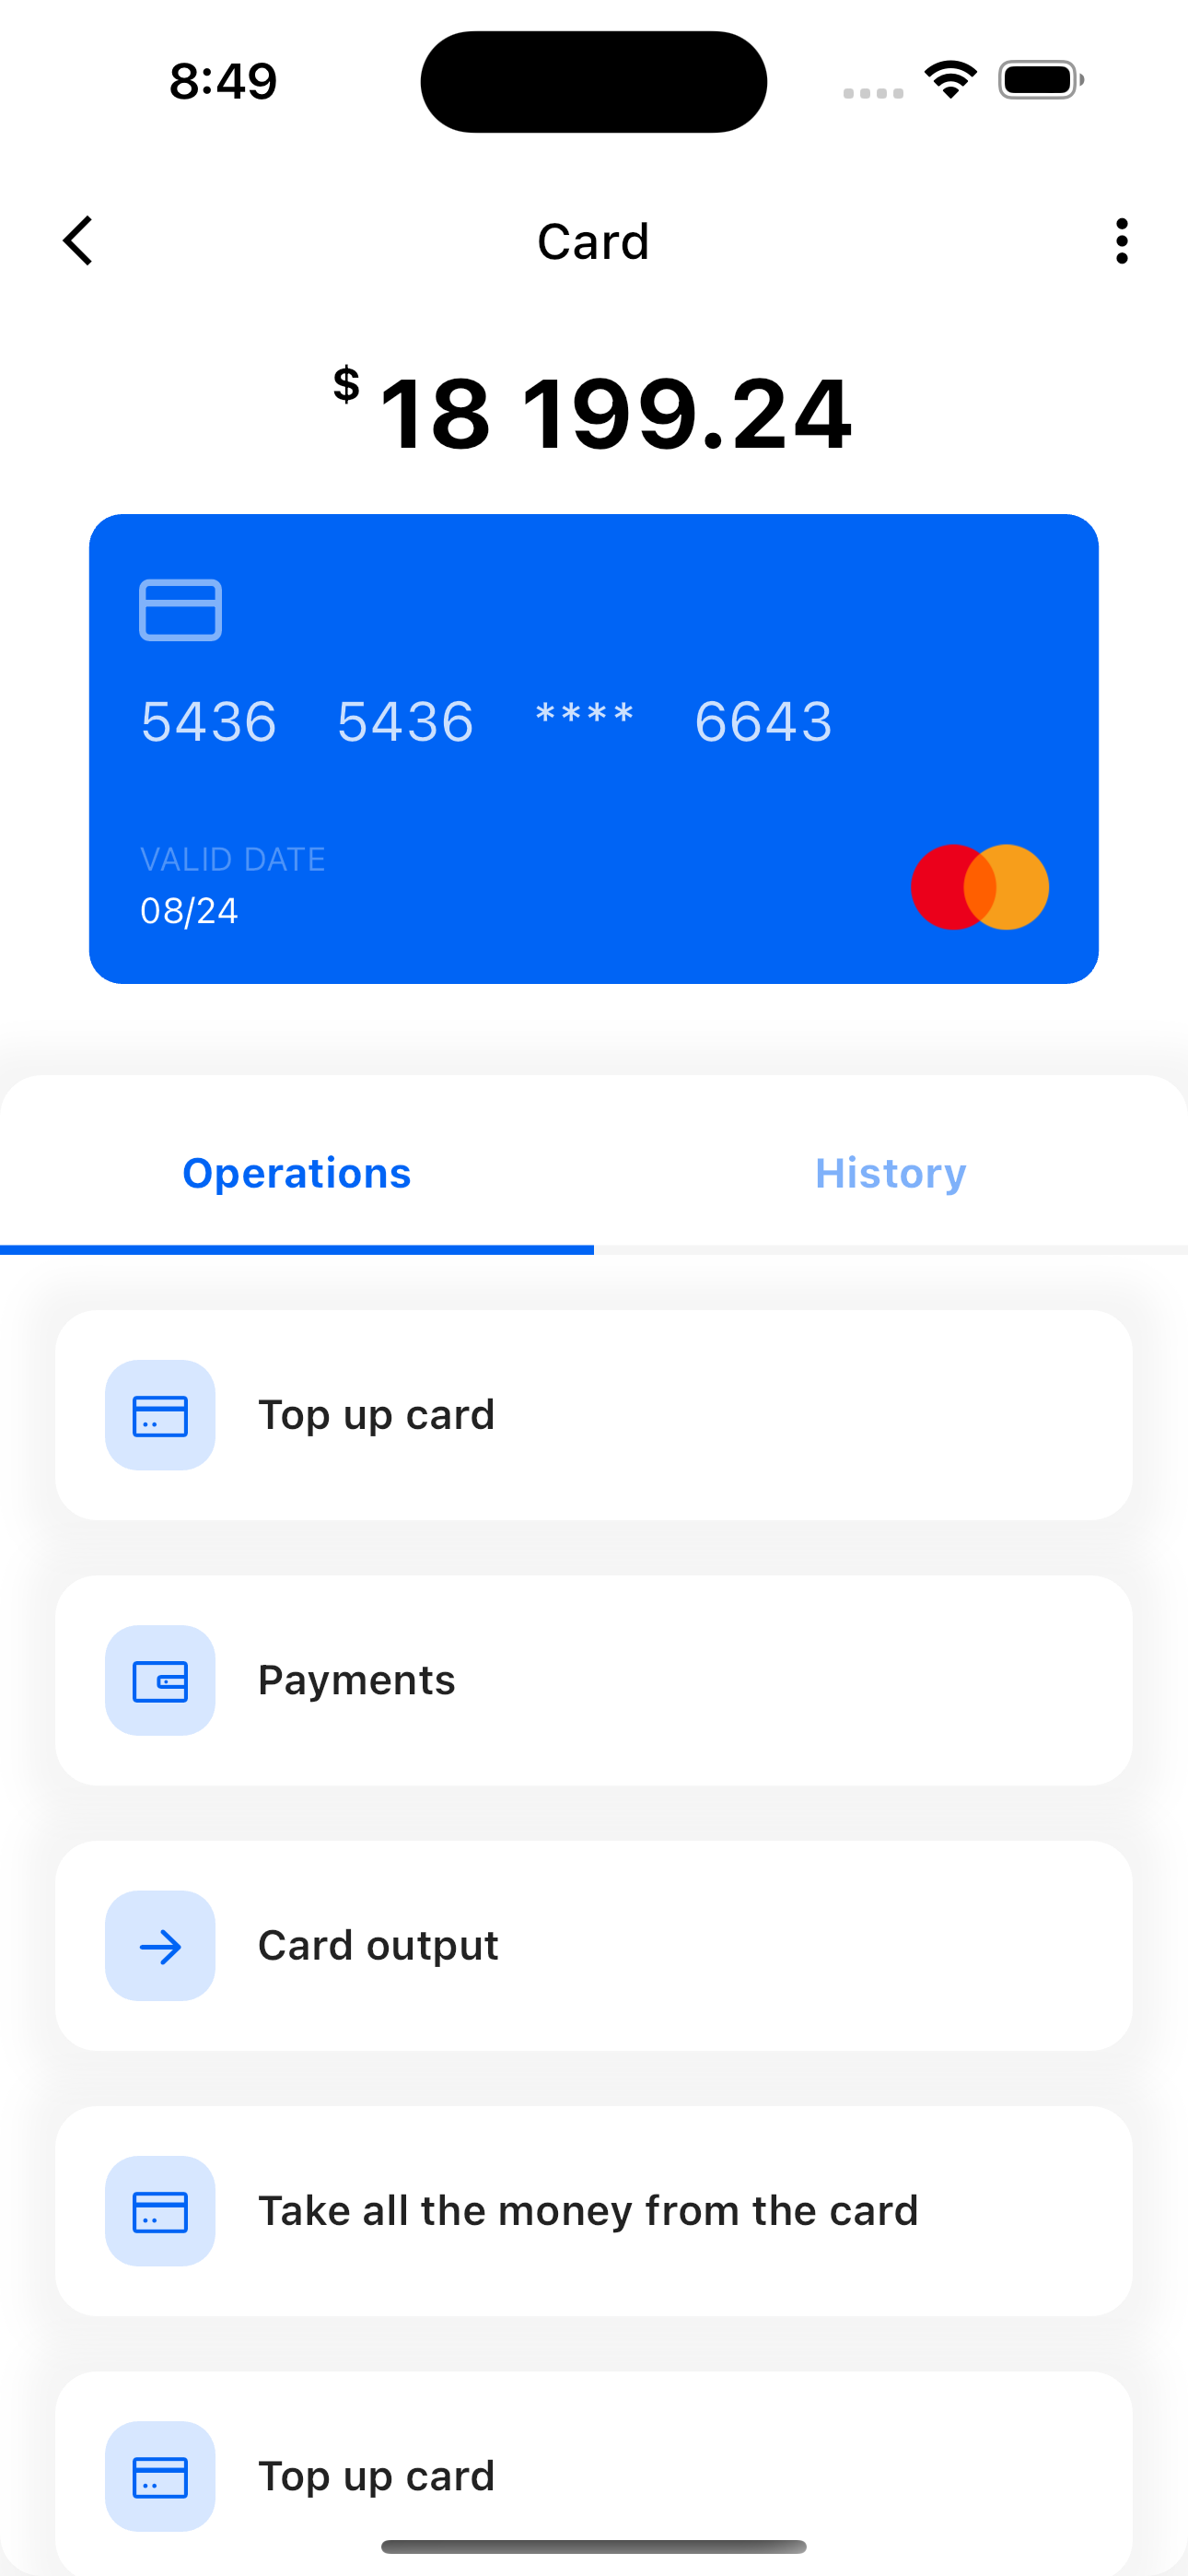 8:49
Card
$ 18 199.24
5436 5436 **** 6643
VALID DATE
08/24
Operations
History
Top up card
Payments
Card output
Take all the money from the card
Top up card